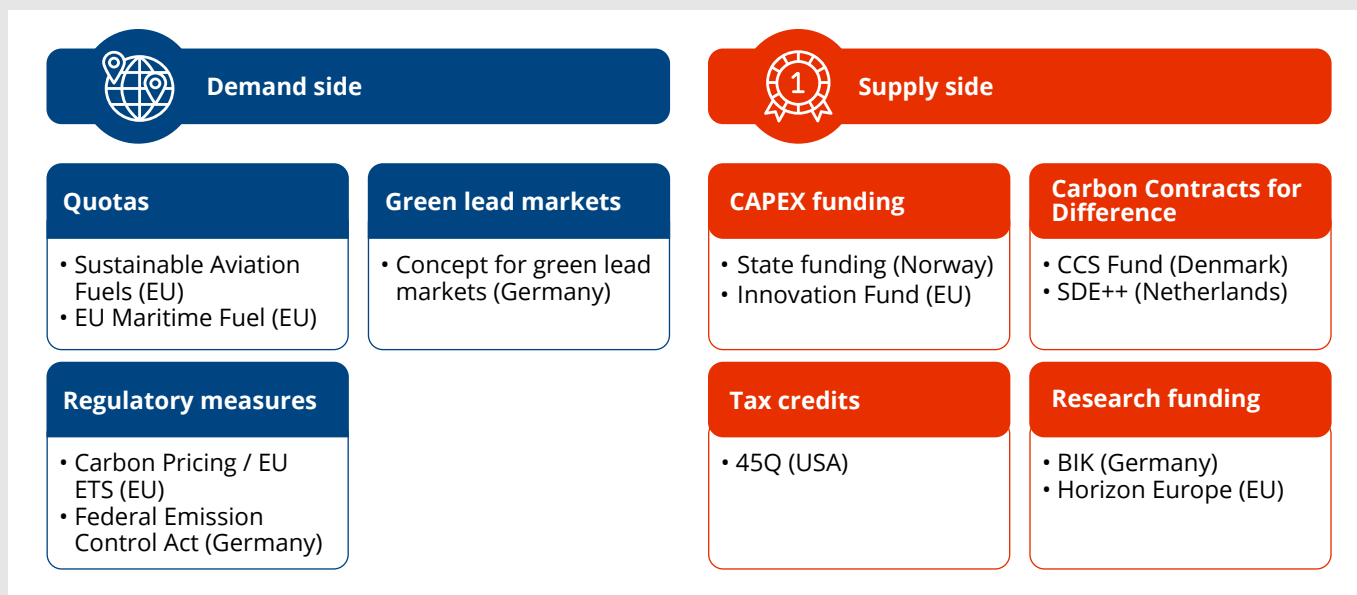 Demand side
Quotas
• Sustainable Aviation
Fuels (EU)
• EU Maritime Fuel (EU)
Green lead markets
• Concept for green lead
markets (Germany)
Regulatory measures
• Carbon Pricing / EU
ETS (EU)
• Federal Emission
Control Act (Germany)
1
Supply side
CAPEX funding
• State funding (Norway)
• Innovation Fund (EU)
Carbon Contracts for
Difference
• CCS Fund (Denmark)
• SDE++ (Netherlands)
Tax credits
• 45Q (USA)
Research funding
• BIK (Germany)
• Horizon Europe (EU)